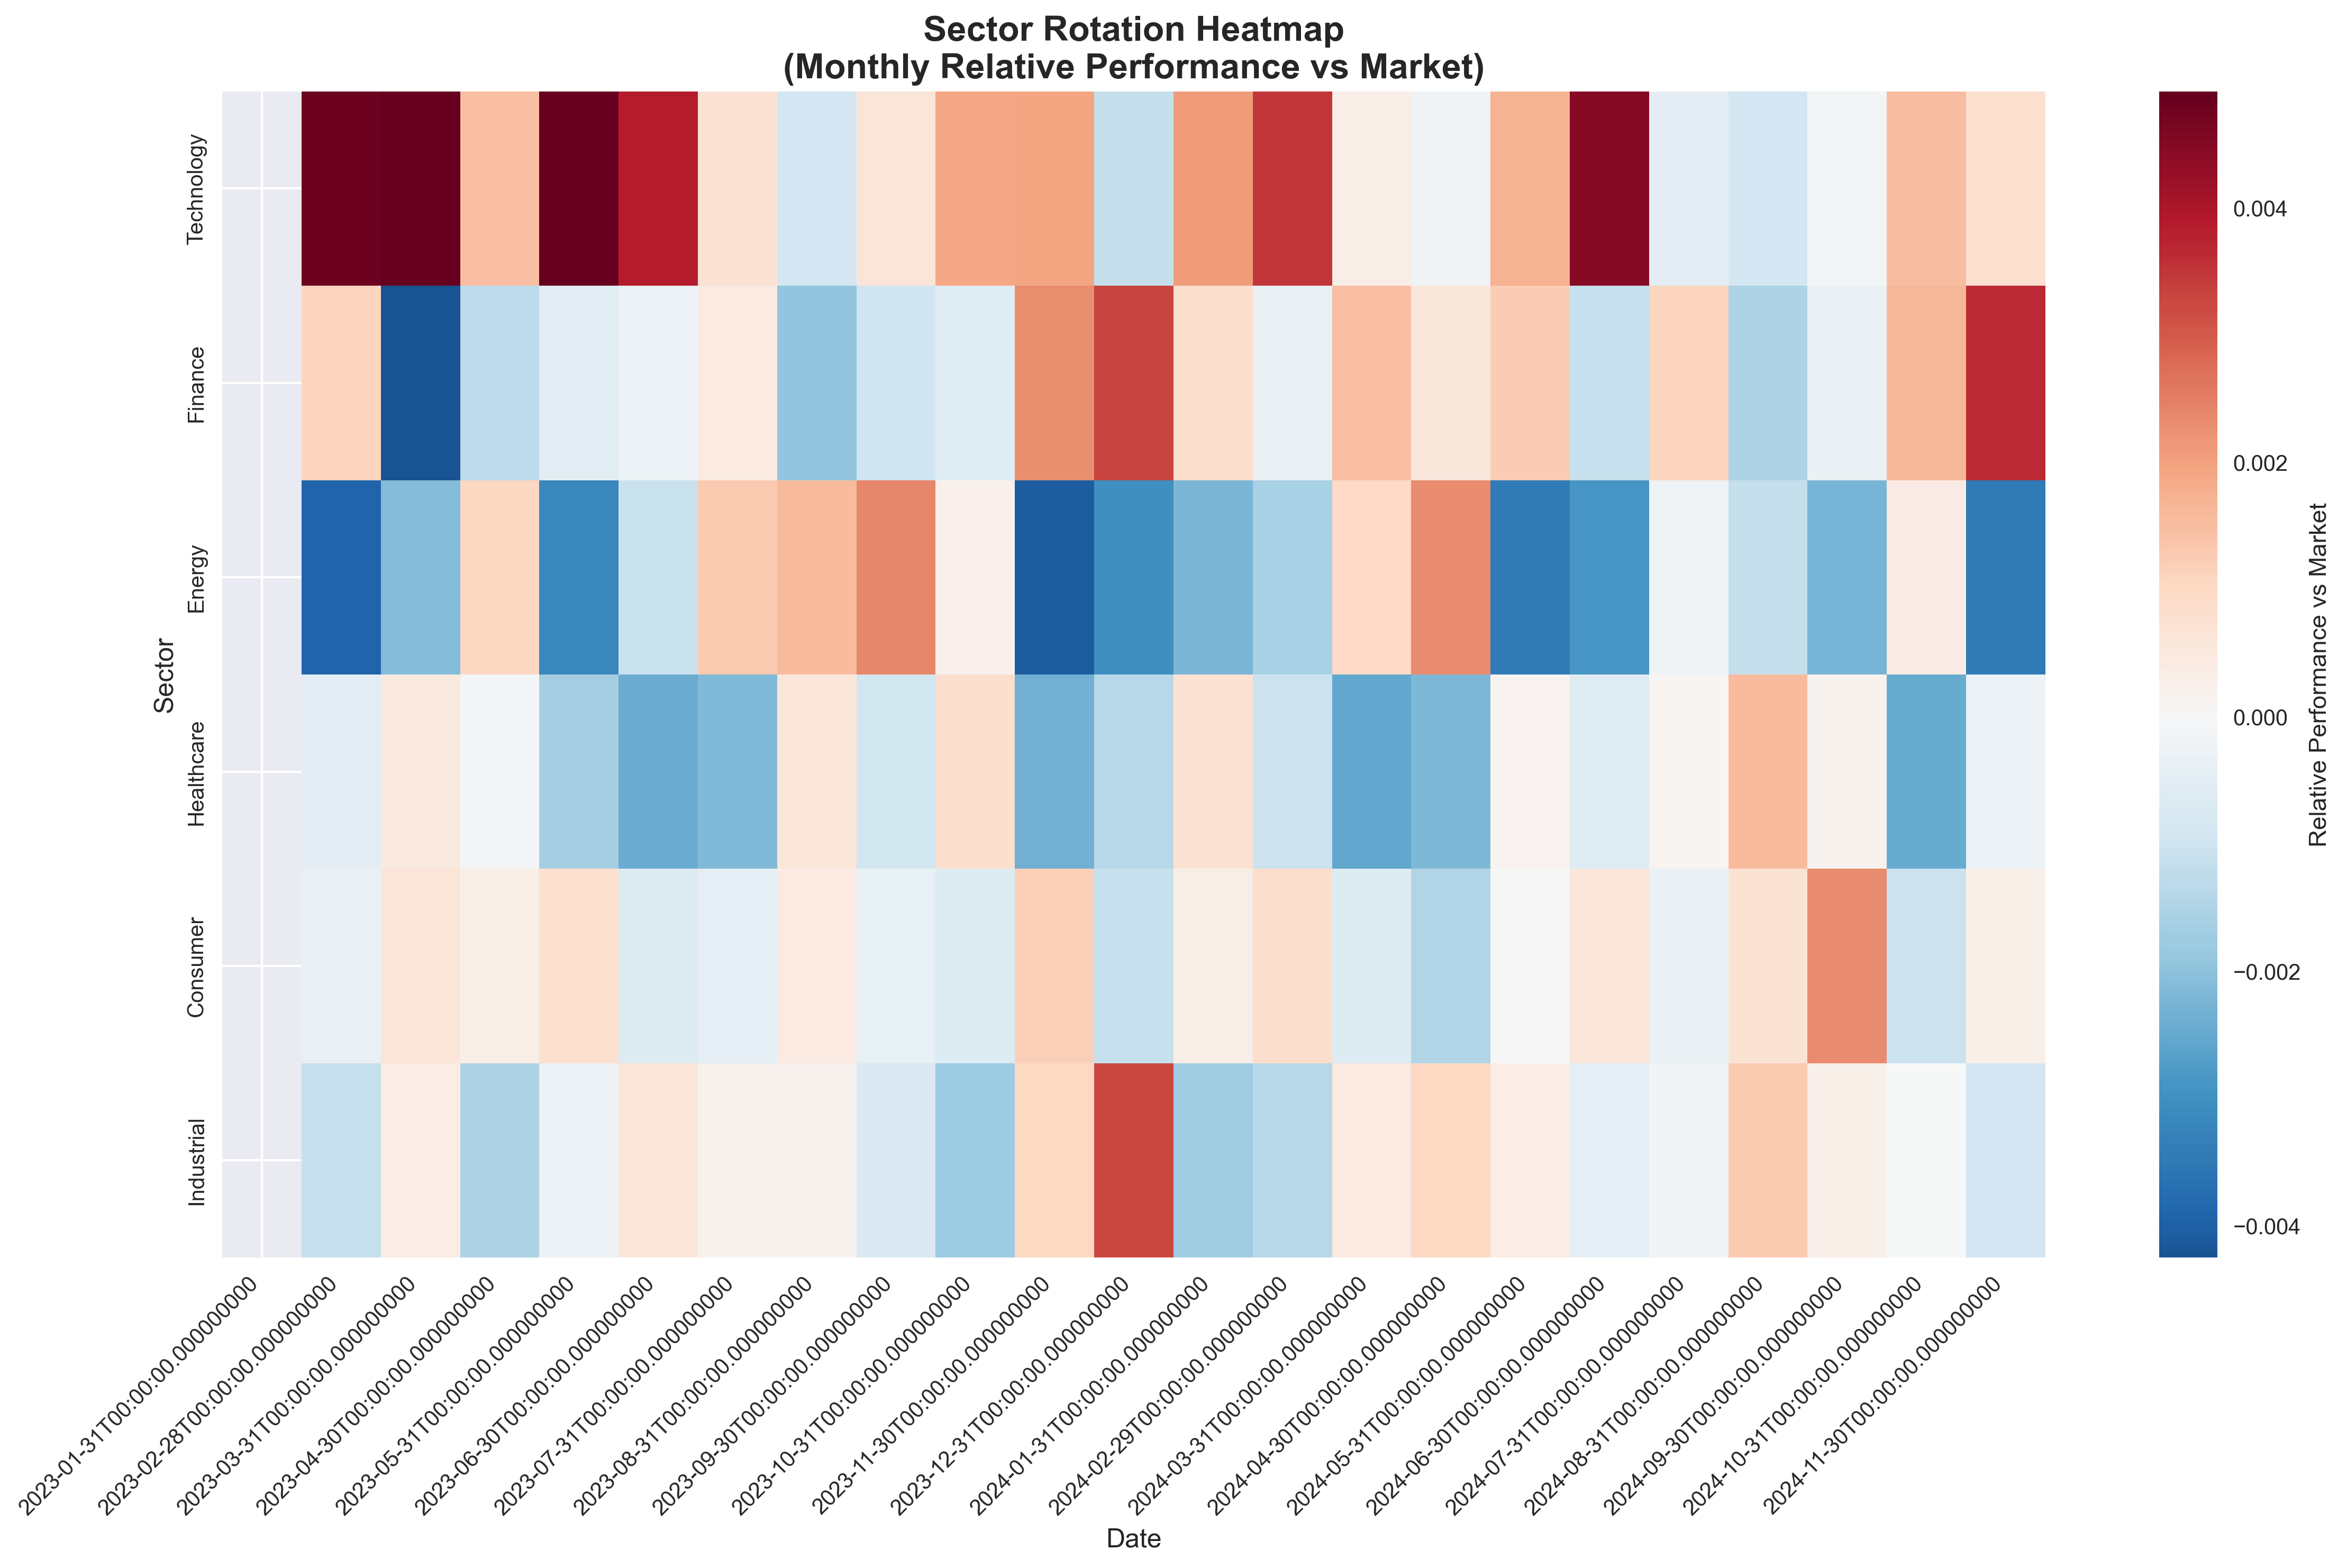 Sector Rotation Heatmap
(Monthly Relative Performance vs Market)
Sector
Technology
Finance
Energy
Healthcare
Consumer
Industrial
2023-01-31T00:00:00.000000000
2023-02-28T00:00:00.000000000
2023-03-31T00:00:00.000000000
2023-04-30T00:00:00.000000000
2023-05-31T00:00:00.000000000
2023-06-30T00:00:00.000000000
2023-07-31T00:00:00.000000000
2023-08-31T00:00:00.000000000
2023-09-30T00:00:00.000000000
2023-10-31T00:00:00.000000000
2023-11-30T00:00:00.000000000
2023-12-31T00:00:00.000000000
2024-01-31T00:00:00.000000000
2024-02-29T00:00:00.000000000
2024-03-31T00:00:00.000000000
2024-04-30T00:00:00.000000000
2024-05-31T00:00:00.000000000
2024-06-30T00:00:00.000000000
2024-07-31T00:00:00.000000000
2024-08-31T00:00:00.000000000
2024-09-30T00:00:00.000000000
2024-10-31T00:00:00.000000000
2024-11-30T00:00:00.000000000
Date
0.004
0.002
0.000
−0.002
−0.004
Relative Performance vs Market